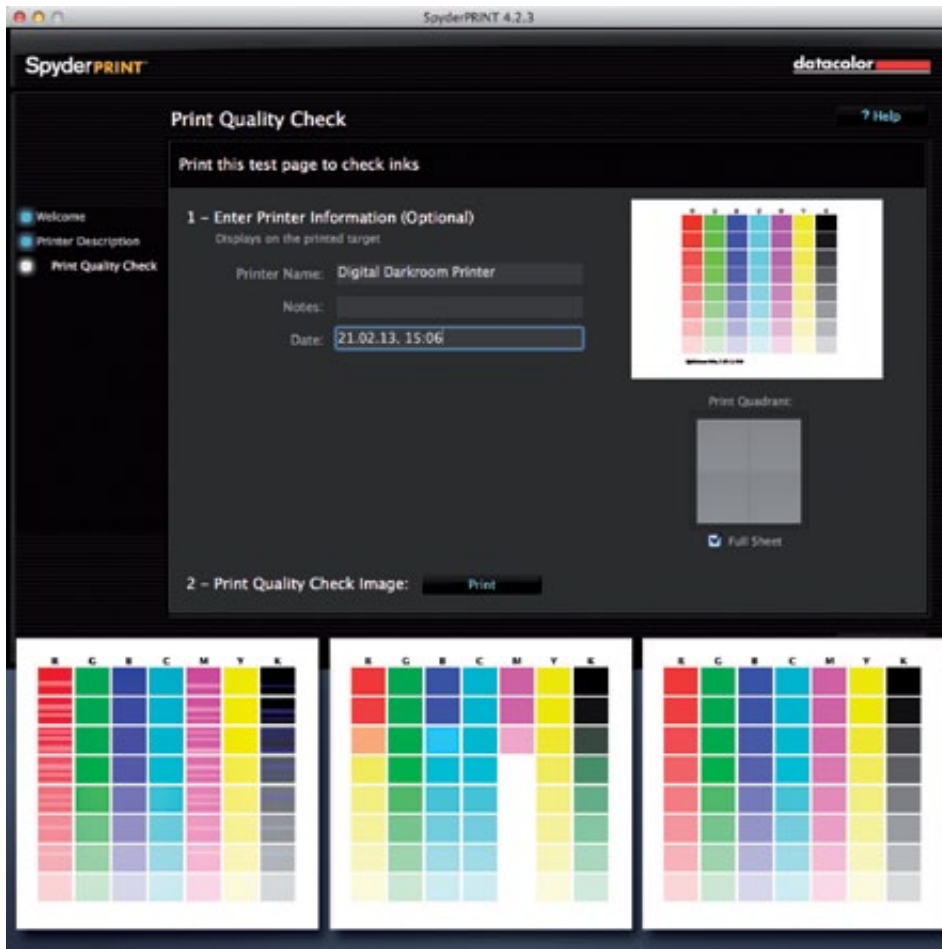 SpyderPRINT 4.2.3
SpyderPRINT
datacolor
Print Quality Check
? Help
Print this test page to check inks
Welcome
Printer Description
Print Quality Check
1 – Enter Printer Information (Optional)
Displays on the printed target
Printer Name: Digital Darkroom Printer
Notes:
Date: 21.02.13, 15:06
Print Quadrant:
Full Sheet
2 – Print Quality Check Image: Print
R G B C M Y K
R G B C M Y K
R G B C M Y K